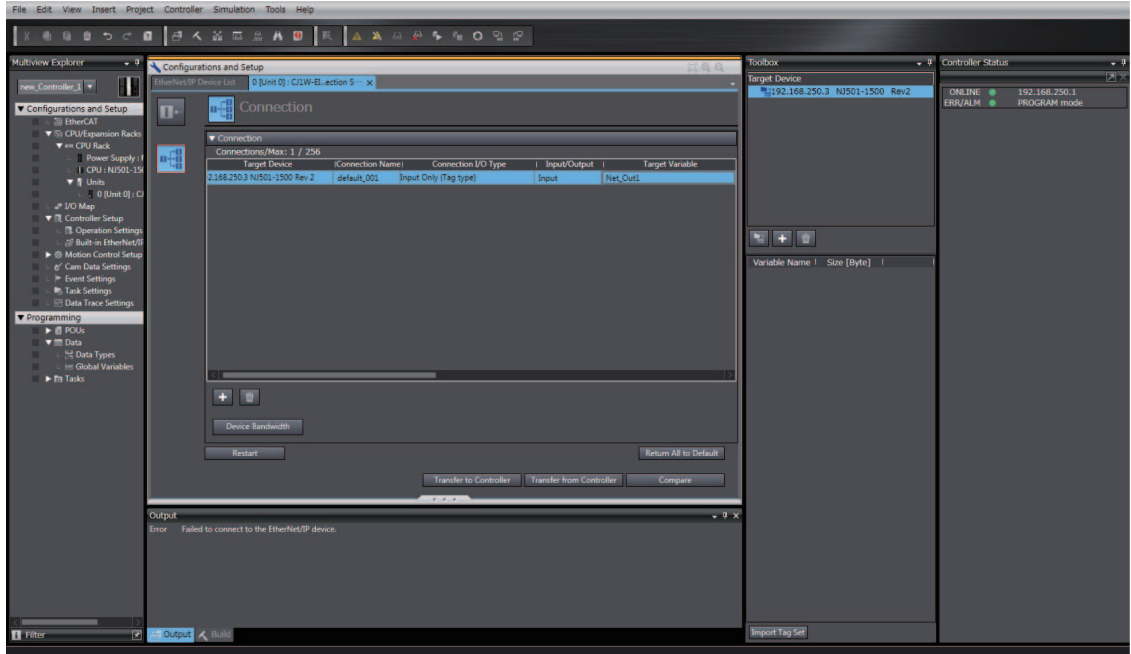 File Edit View Insert Project Controller Simulation Tools Help
Multiview Explorer
new_Controller_1
Configurations and Setup
EtherCAT
CPU/Expansion Racks
CPU Rack
Power Supply :
CPU : NJ501-15
Units
0 [Unit 0] : CJ
I/O Map
Controller Setup
Operation Settings
Built-in EtherNet/IP
Motion Control Setup
Cam Data Settings
Event Settings
Task Settings
Data Trace Settings
Programming
POUs
Data
Data Types
Global Variables
Tasks
Filter
Configurations and Setup
EtherNet/IP Device List 0 [Unit 0] : CJ1W-EI..ection S...
Connection
Connection
Connections/Max: 1 / 256
Target Device Connection Name Connection I/O Type Input/Output Target Variable
2.168.250.3 NJ501-1500 Rev 2 default_001 Input Only (Tag type) Input Net_Out1
Device Bandwidth
Restart Return All to Default
Transfer to Controller Transfer from Controller Compare
Output
Error Failed to connect to the EtherNet/IP device.
Output Build
Toolbox
Target Device
192.168.250.3 NJ501-1500 Rev2
Variable Name Size [Byte]
Import Tag Set
Controller Status
ONLINE 192.168.250.1
ERR/ALM PROGRAM mode